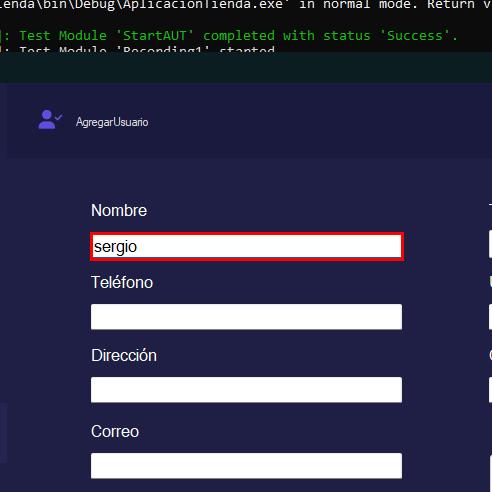 ienda\bin\Debug\AplicacionTienda.exe' in normal mode. Return v
]: Test Module 'StartAUT' completed with status 'Success'.
]: Test Module 'Recording1' started
AgregarUsuario
Nombre
sergio
Teléfono
Dirección
Correo